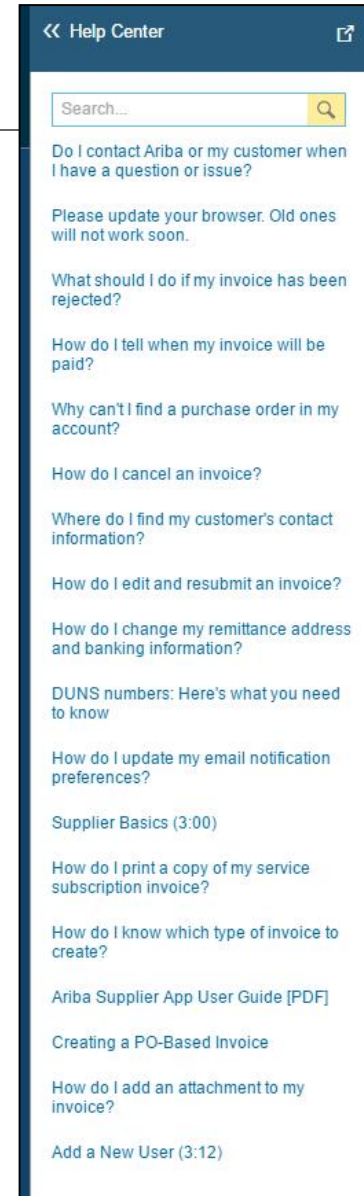 Help Center
Search...
Do I contact Ariba or my customer when
I have a question or issue?
Please update your browser. Old ones
will not work soon.
What should I do if my invoice has been
rejected?
How do I tell when my invoice will be
paid?
Why can't I find a purchase order in my
account?
How do I cancel an invoice?
Where do I find my customer's contact
information?
How do I edit and resubmit an invoice?
How do I change my remittance address
and banking information?
DUNS numbers: Here's what you need
to know
How do I update my email notification
preferences?
Supplier Basics (3:00)
How do I print a copy of my service
subscription invoice?
How do I know which type of invoice to
create?
Ariba Supplier App User Guide [PDF]
Creating a PO-Based Invoice
How do I add an attachment to my
invoice?
Add a New User (3:12)